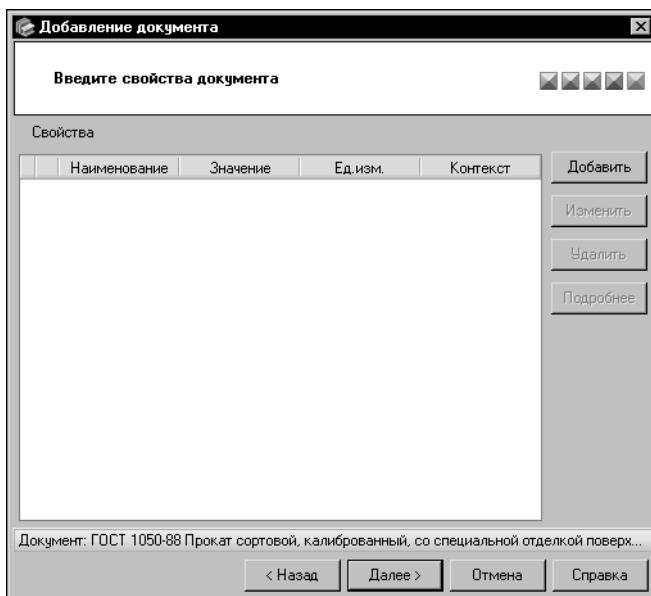 Добавление документа
Введите свойства документа
Свойства
Наименование Значение Ед.изм. Контекст
Добавить
Изменить
Удалить
Подробнее
Документ: ГОСТ 1050-88 Прокат сортовой, калиброванный, со специальной отделкой поверх...
< Назад Далее > Отмена Справка